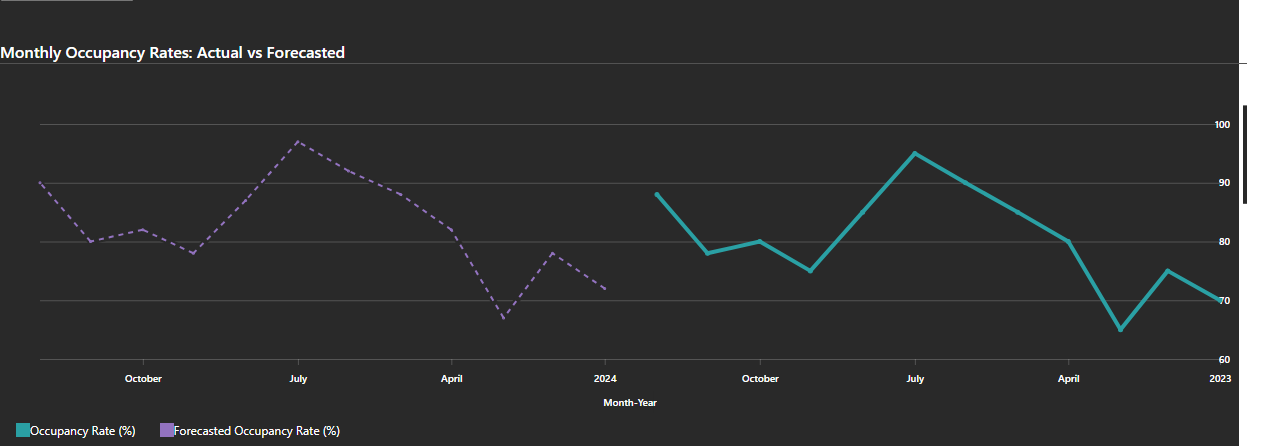 Monthly Occupancy Rates: Actual vs Forecasted
100
90
80
70
60
October July April 2024 October July April 2023
Month-Year
Occupancy Rate (%) Forecasted Occupancy Rate (%)